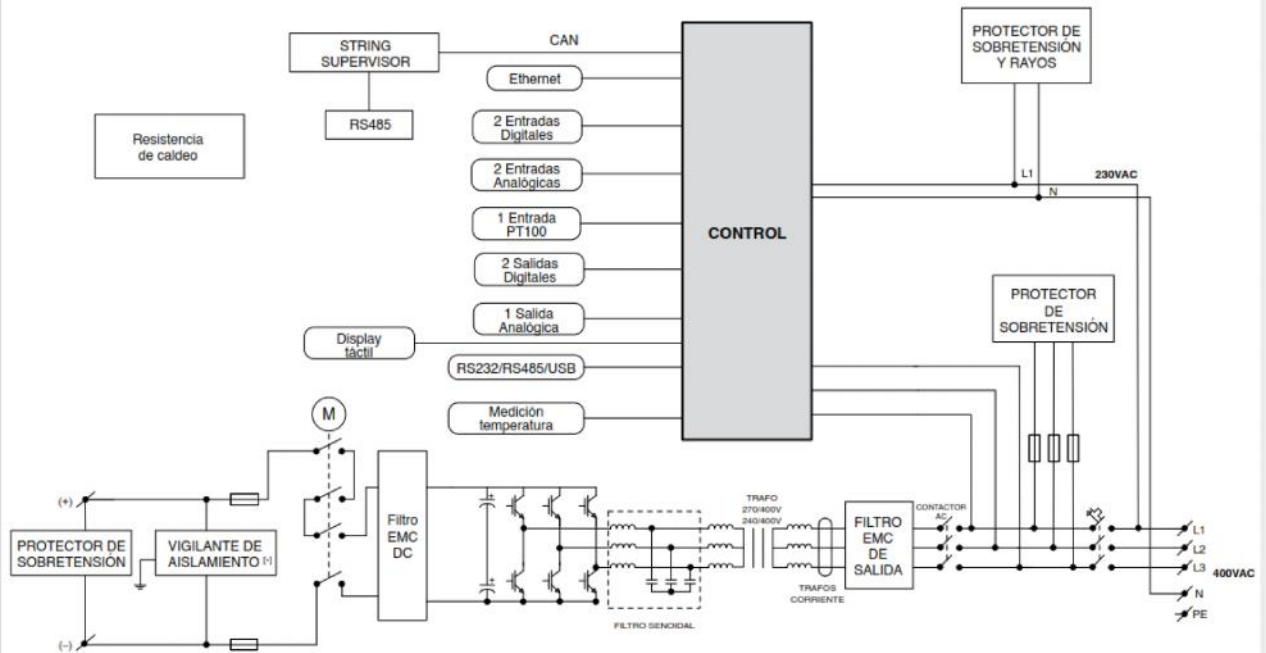 STRING
SUPERVISOR
CAN
RS485
Resistencia
de caldeo
Ethernet
2 Entradas
Digitales
2 Entradas
Analógicas
1 Entrada
PT100
2 Salidas
Digitales
1 Salida
Analógica
Display
táctil
RS232/RS485/USB
Medición
temperatura
CONTROL
PROTECTOR DE
SOBRETENSIÓN
Y RAYOS
L1
230VAC
N
PROTECTOR
DE
SOBRETENSIÓN
M
(+)
PROTECTOR DE
SOBRETENSIÓN
VIGILANTE DE
AISLAMIENTO [-]
(–)
Filtro
EMC
DC
+
+
FILTRO SENOIDAL
TRAFO
270/400V
240/400V
TRAFOS
CORRIENTE
FILTRO
EMC
DE
SALIDA
CONTACTOR
AC
L1
L2
L3
400VAC
N
PE